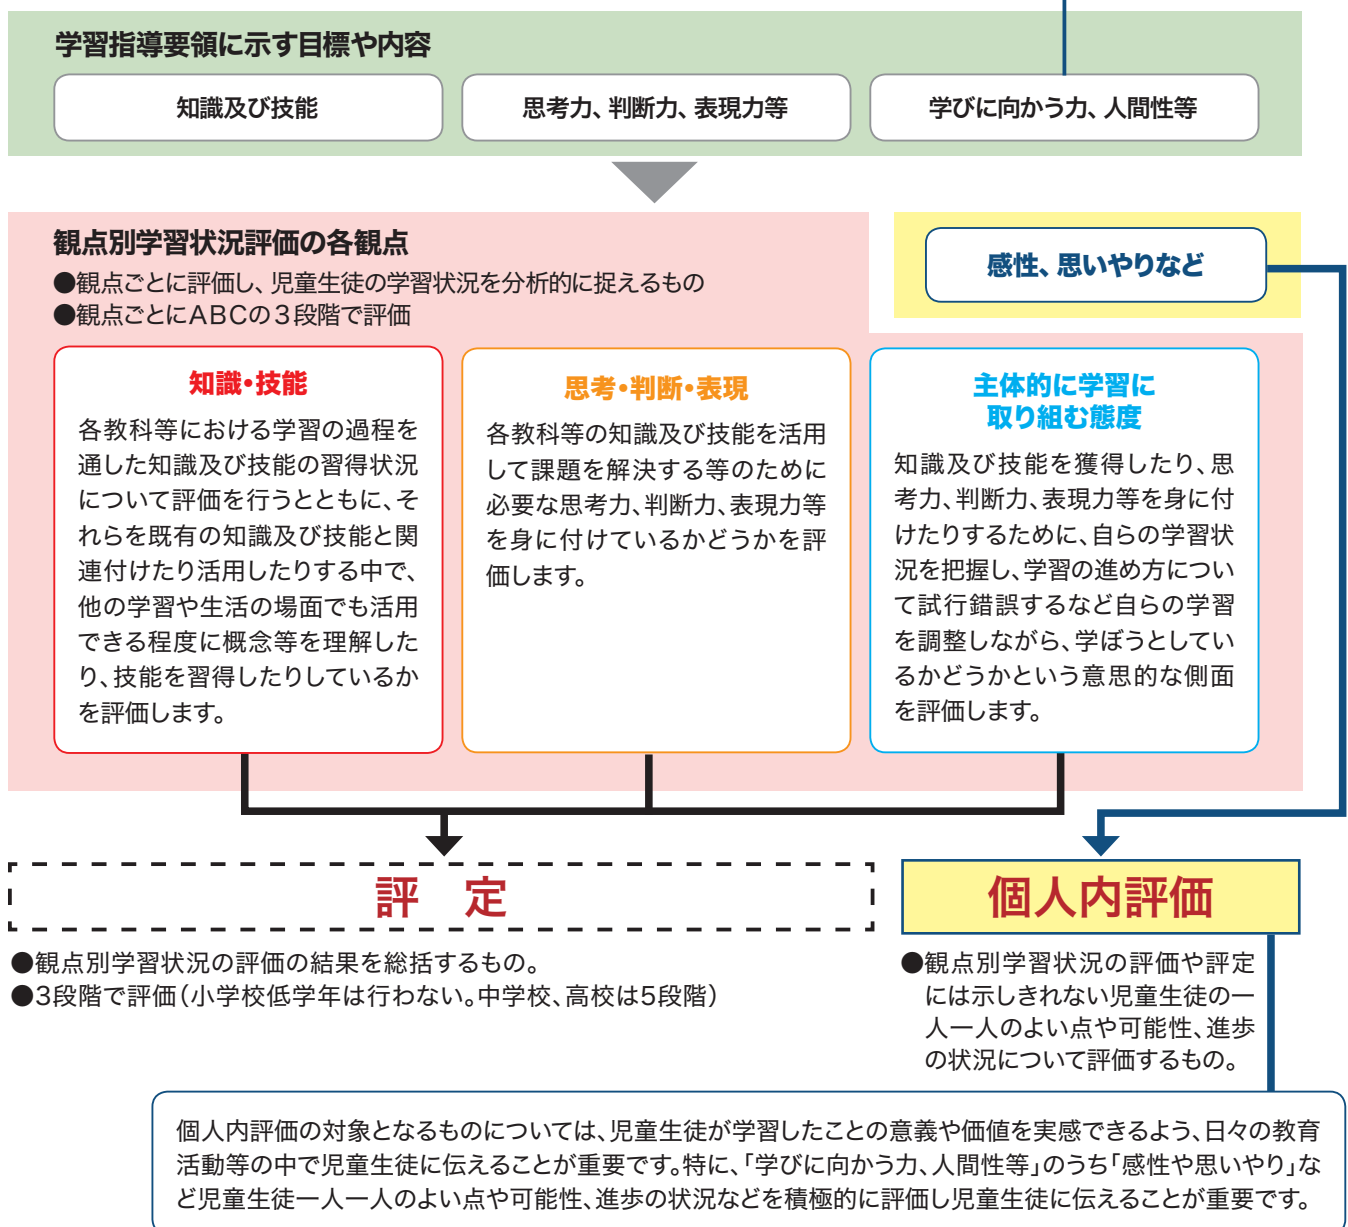 学習指導要領に示す目標や内容
知識及び技能
思考力、判断力、表現力等
学びに向かう力、人間性等
観点別学習状況評価の各観点
●観点ごとに評価し、児童生徒の学習状況を分析的に捉えるもの
●観点ごとにABCの3段階で評価
感性、思いやりなど
知識・技能
各教科等における学習の過程を
通した知識及び技能の習得状況
について評価を行うとともに、そ
れらを既有の知識及び技能と関
連付けたり活用したりする中で、
他の学習や生活の場面でも活用
できる程度に概念等を理解した
り、技能を習得したりしているか
を評価します。
思考・判断・表現
各教科等の知識及び技能を活用
して課題を解決する等のために
必要な思考力、判断力、表現力等
を身に付けているかどうかを評
価します。
主体的に学習に
取り組む態度
知識及び技能を獲得したり、思
考力、判断力、表現力等を身に付
けたりするために、自らの学習状
況を把握し、学習の進め方につい
て試行錯誤するなど自らの学習
を調整しながら、学ぼうとしてい
るかどうかという意思的な側面
を評価します。
評 定
●観点別学習状況の評価の結果を総括するもの。
●3段階で評価(小学校低学年は行わない。中学校、高校は5段階)
個人内評価
●観点別学習状況の評価や評定
には示しきれない児童生徒の一
人一人のよい点や可能性、進歩
の状況について評価するもの。
個人内評価の対象となるものについては、児童生徒が学習したことの意義や価値を実感できるよう、日々の教育
活動等の中で児童生徒に伝えることが重要です。特に、「学びに向かう力、人間性等」のうち「感性や思いやり」な
ど児童生徒一人一人のよい点や可能性、進歩の状況などを積極的に評価し児童生徒に伝えることが重要です。